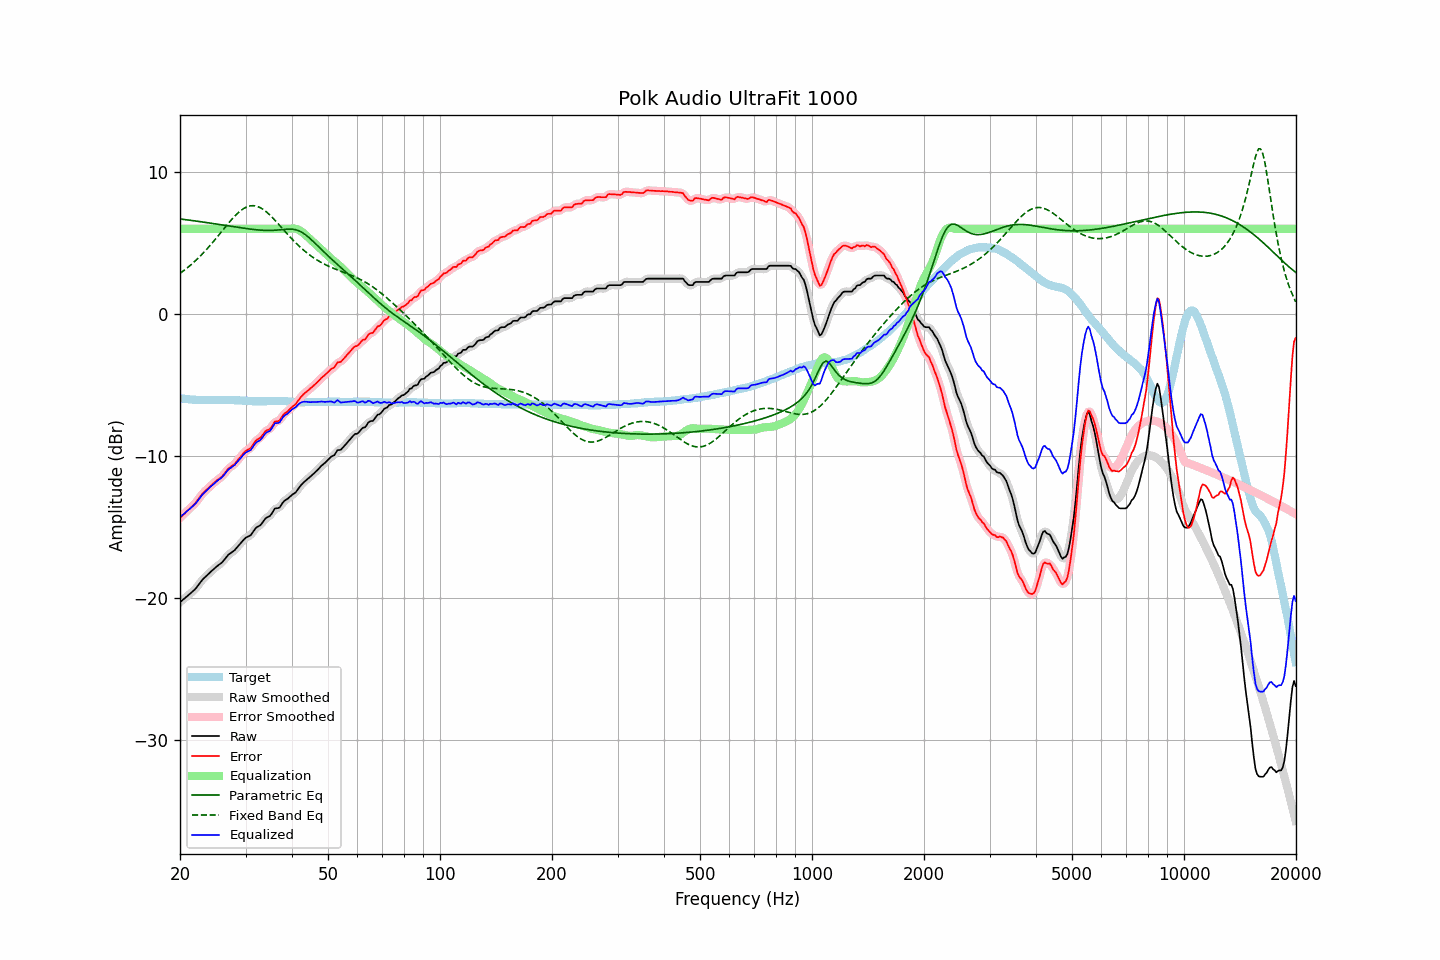 Polk Audio UltraFit 1000
10
0
−10
−20
−30
Amplitude (dBr)
Target
Raw Smoothed
Error Smoothed
Raw
Error
Equalization
Parametric Eq
Fixed Band Eq
Equalized
20
50
100
200
500
1000
2000
5000
10000
20000
Frequency (Hz)